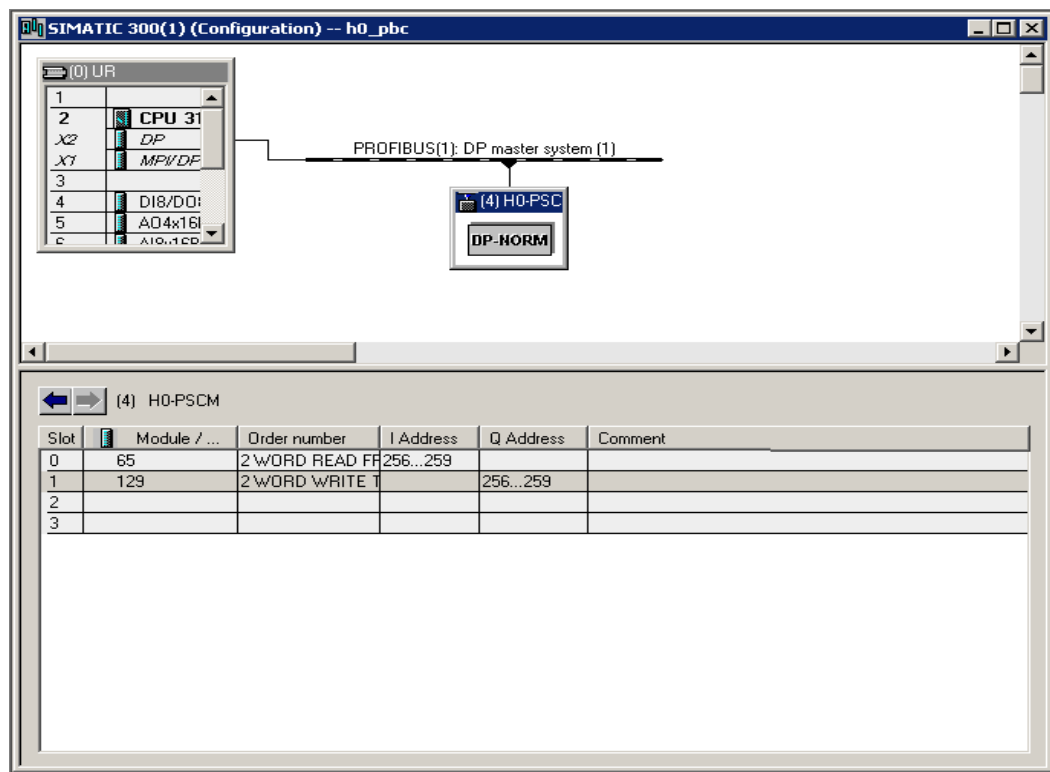 SIMATIC 300(1) (Configuration) -- h0_pbc
(0) UR
1
2 CPU 31
X2 DP
X1 MPI/DP
3
4 DI8/DO
5 AO4x16
6 AI8x16B
PROFIBUS(1): DP master system (1)
(4) H0-PSC
DP-NORM
(4) H0-PSCM
Slot Module / ... Order number I Address Q Address Comment
0 65 2 WORD READ FR 256...259
1 129 2 WORD WRITE T 256...259
2
3